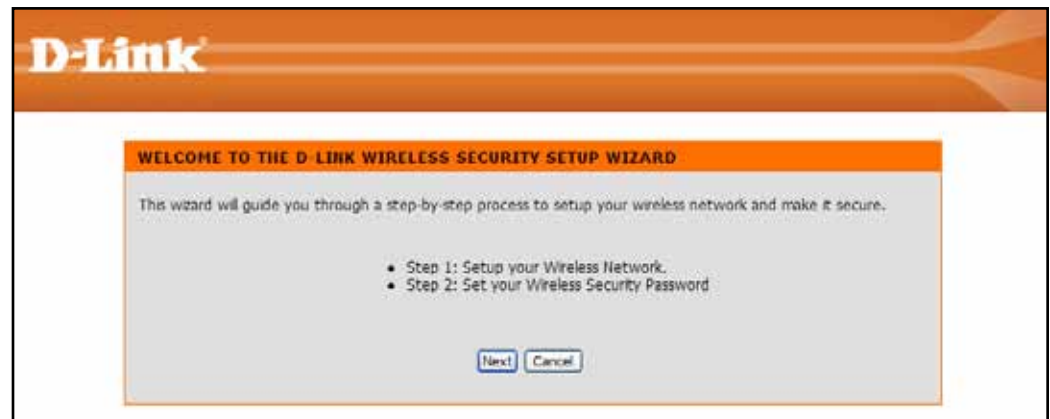 D-Link
WELCOME TO THE D-LINK WIRELESS SECURITY SETUP WIZARD
This wizard will guide you through a step-by-step process to setup your wireless network and make it secure.
• Step 1: Setup your Wireless Network.
• Step 2: Set your Wireless Security Password
Next Cancel